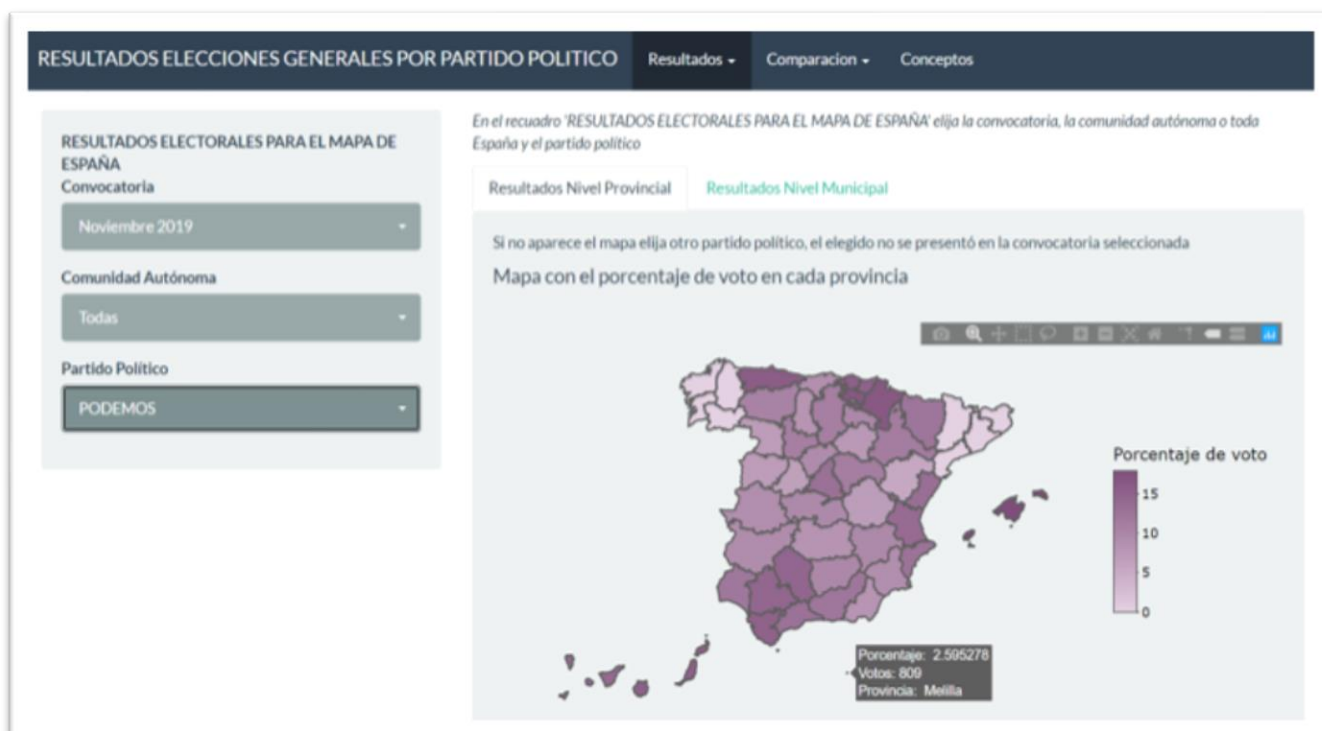 RESULTADOS ELECCIONES GENERALES POR PARTIDO POLITICO
Resultados
Comparacion
Conceptos
RESULTADOS ELECTORALES PARA EL MAPA DE
ESPAÑA
Convocatoria
Noviembre 2019
Comunidad Autónoma
Todas
Partido Político
PODEMOS
En el recuadro 'RESULTADOS ELECTORALES PARA EL MAPA DE ESPAÑA' elija la convocatoria, la comunidad autónoma o toda
España y el partido político
Resultados Nivel Provincial
Resultados Nivel Municipal
Si no aparece el mapa elija otro partido político, el elegido no se presentó en la convocatoria seleccionada
Mapa con el porcentaje de voto en cada provincia
Porcentaje de voto
15
10
5
0
Porcentaje: 2.595278
Votos: 809
Provincia: Melilla